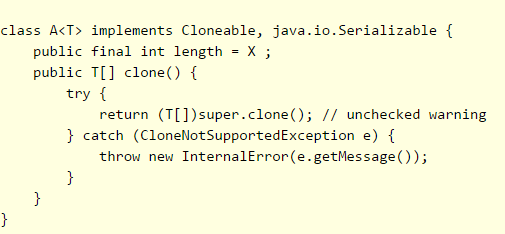 class A<T> implements Cloneable, java.io.Serializable {
    public final int length = X ;
    public T[] clone() {
        try {
            return (T[])super.clone(); // unchecked warning
        } catch (CloneNotSupportedException e) {
            throw new InternalError(e.getMessage());
        }
    }
}